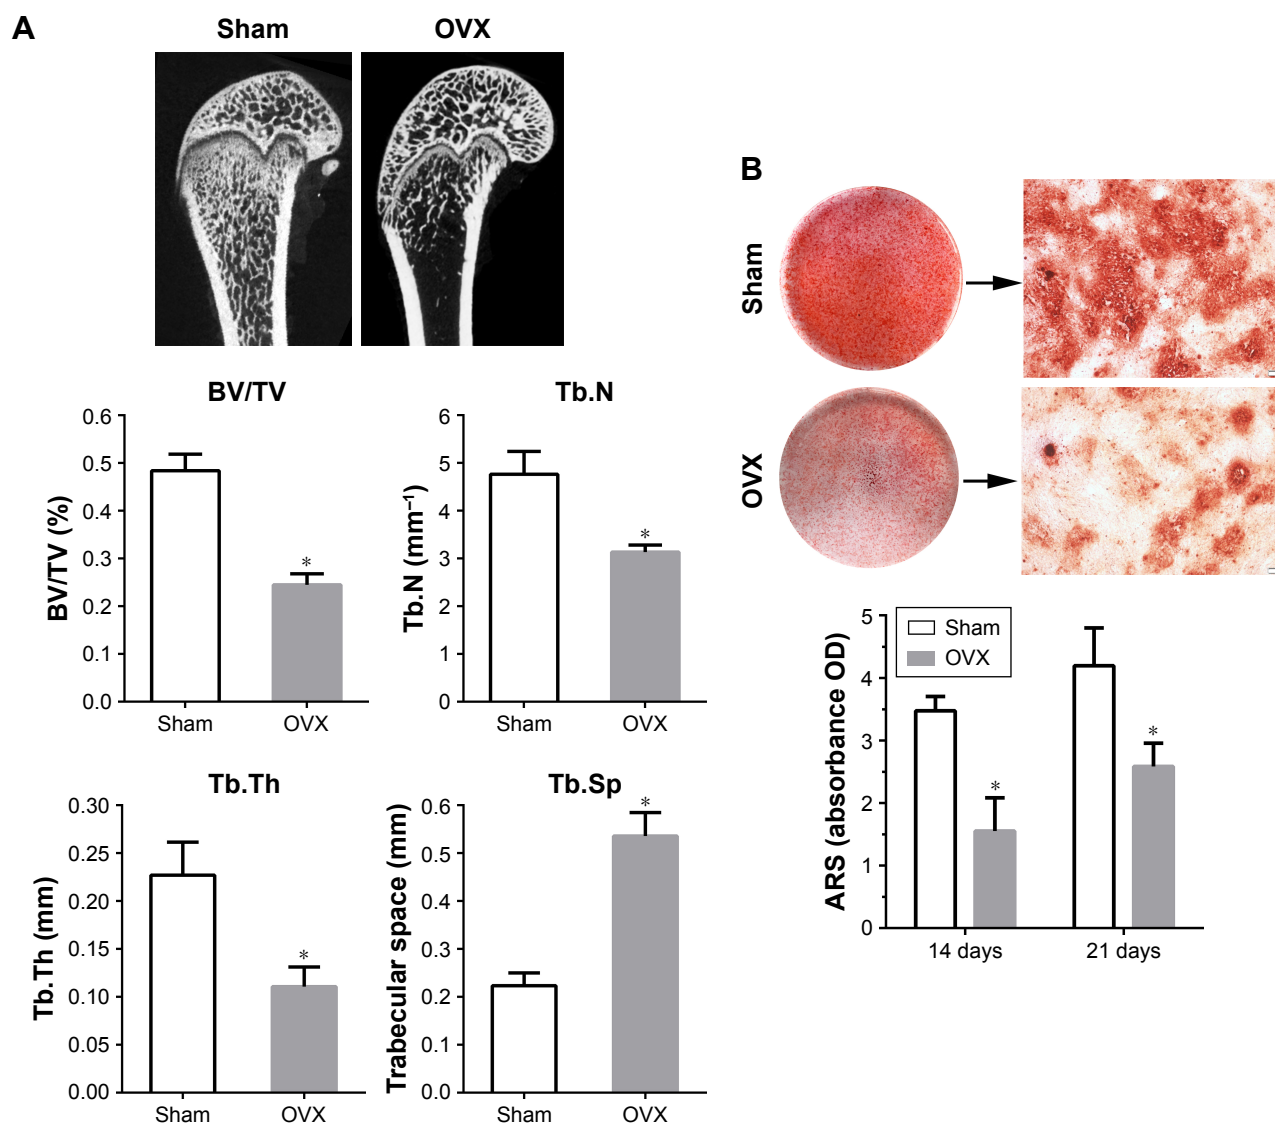 A
Sham OVX
BV/TV
BV/TV (%)
0.6
0.5
0.4
0.3
0.2
0.1
0.0
*
Sham OVX
Tb.N
Tb.N (mm⁻¹)
6
5
4
3
2
1
0
*
Sham OVX
Tb.Th
Tb.Th (mm)
0.30
0.25
0.20
0.15
0.10
0.05
0.00
*
Sham OVX
Tb.Sp
Trabecular space (mm)
0.6
0.5
0.4
0.3
0.2
0.1
0.0
*
Sham OVX
B
Sham
OVX
ARS (absorbance OD)
5
4
3
2
1
0
Sham
OVX
*
*
14 days 21 days